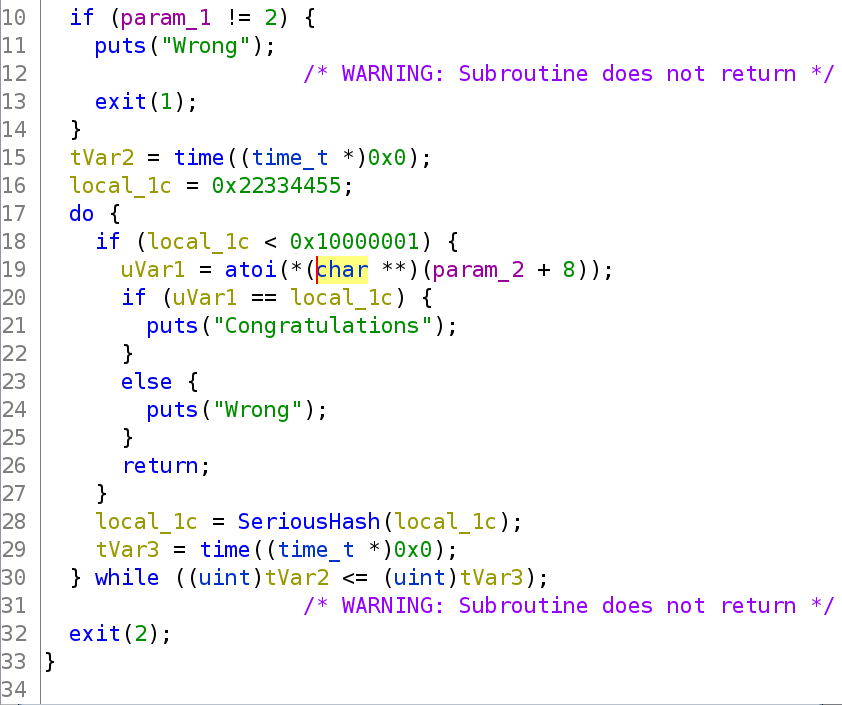 10 if (param_1 != 2) {
11 puts("Wrong");
12 /* WARNING: Subroutine does not return */
13 exit(1);
14 }
15 tVar2 = time((time_t *)0x0);
16 local_1c = 0x22334455;
17 do {
18 if (local_1c < 0x10000001) {
19 uVar1 = atoi(*(char **)(param_2 + 8));
20 if (uVar1 == local_1c) {
21 puts("Congratulations");
22 }
23 else {
24 puts("Wrong");
25 }
26 return;
27 }
28 local_1c = SeriousHash(local_1c);
29 tVar3 = time((time_t *)0x0);
30 } while ((uint)tVar2 <= (uint)tVar3);
31 /* WARNING: Subroutine does not return */
32 exit(2);
33 }
34